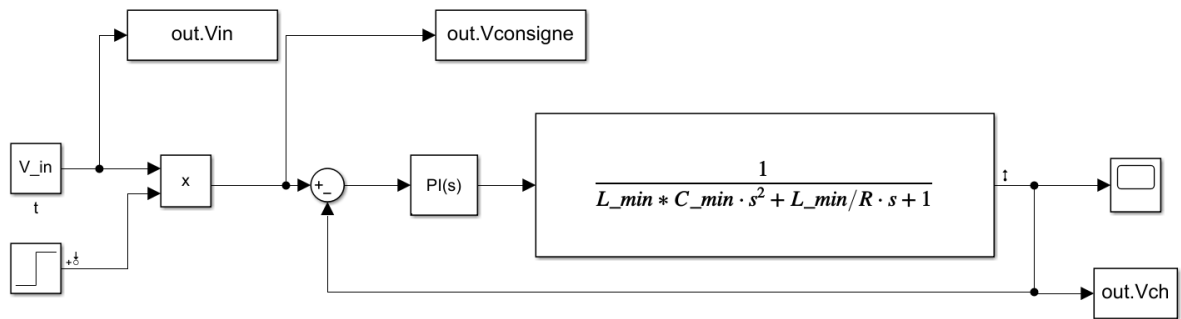 out.Vin
out.Vconsigne
V_in
t
x
+
−
PI(s)
1
L_min * C_min · s² + L_min/R · s + 1
out.Vch